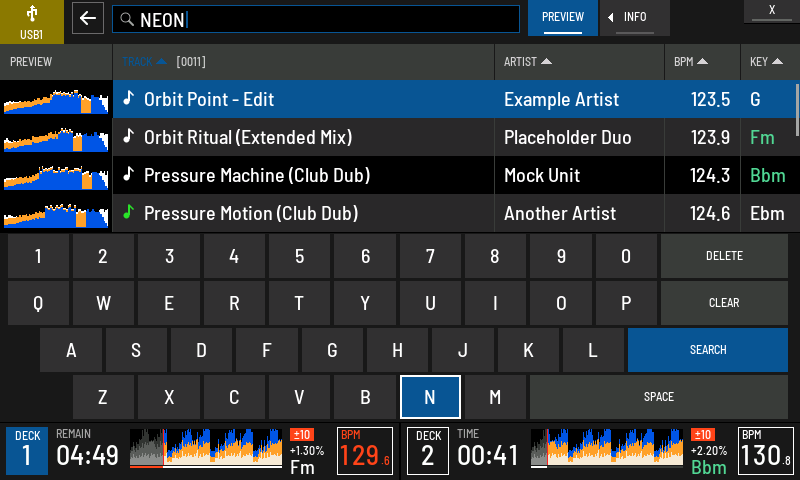 USB1
NEON
PREVIEW
INFO
X
PREVIEW
TRACK
[0011]
ARTIST
BPM
KEY
Orbit Point - Edit Example Artist 123.5 G
Orbit Ritual (Extended Mix) Placeholder Duo 123.9 Fm
Pressure Machine (Club Dub) Mock Unit 124.3 Bbm
Pressure Motion (Club Dub) Another Artist 124.6 Ebm
1 2 3 4 5 6 7 8 9 0 DELETE
Q W E R T Y U I O P CLEAR
A S D F G H J K L SEARCH
Z X C V B N M SPACE
DECK
1
REMAIN
04:49
±10
+1.30%
Fm
BPM
129.6
DECK
2
TIME
00:41
±10
+2.20%
Bbm
BPM
130.8